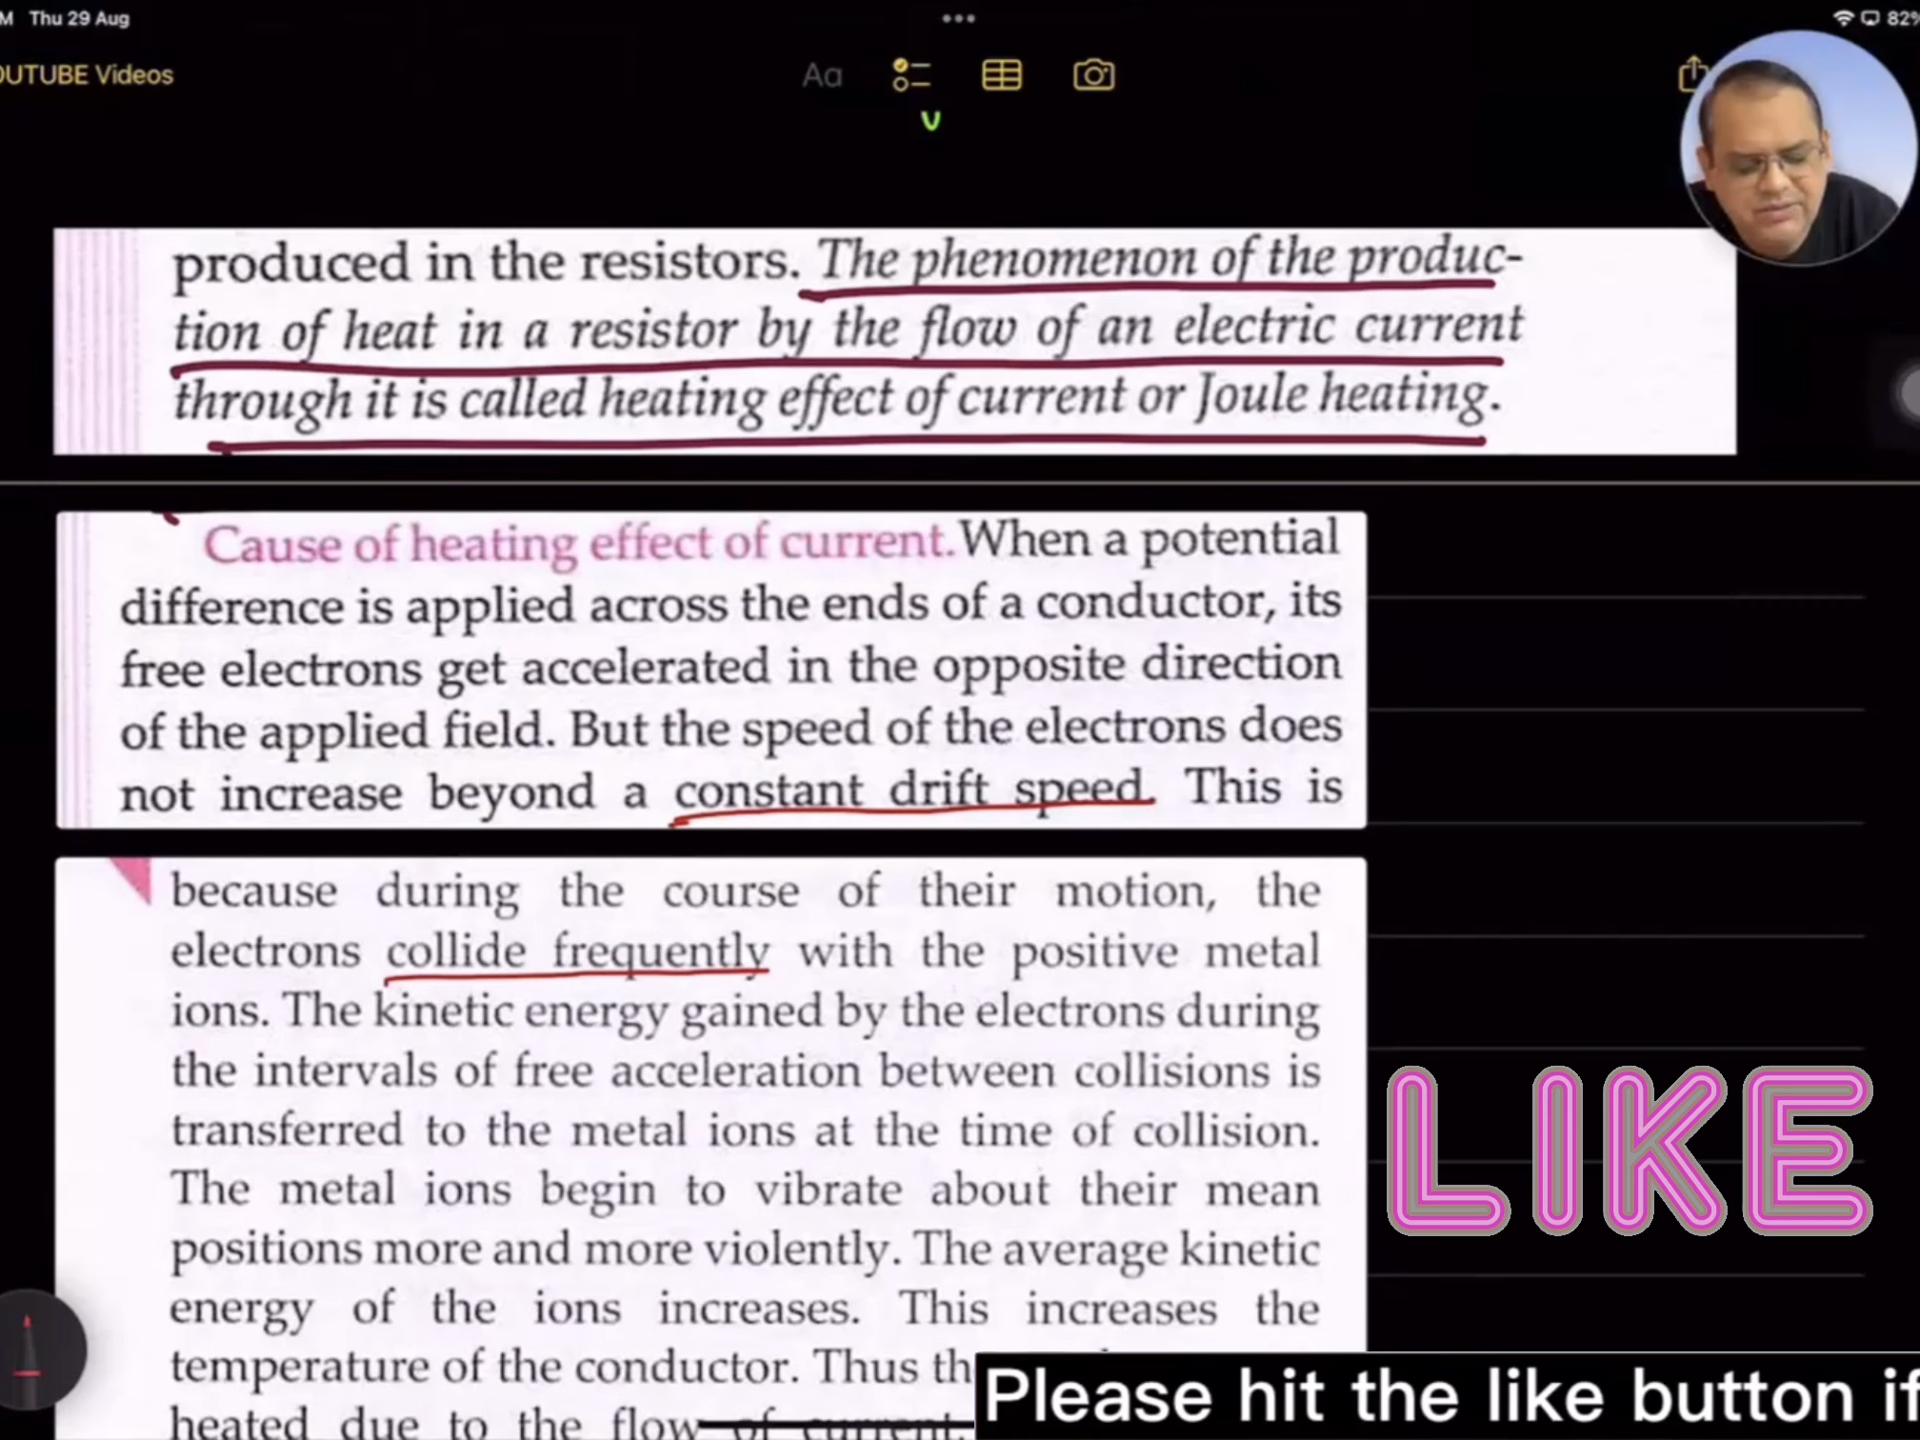 M Thu 29 Aug
82%
OUTUBE Videos
Aa
produced in the resistors. The phenomenon of the produc-
tion of heat in a resistor by the flow of an electric current
through it is called heating effect of current or Joule heating.
Cause of heating effect of current. When a potential
difference is applied across the ends of a conductor, its
free electrons get accelerated in the opposite direction
of the applied field. But the speed of the electrons does
not increase beyond a constant drift speed. This is
because during the course of their motion, the
electrons collide frequently with the positive metal
ions. The kinetic energy gained by the electrons during
the intervals of free acceleration between collisions is
transferred to the metal ions at the time of collision.
The metal ions begin to vibrate about their mean
positions more and more violently. The average kinetic
energy of the ions increases. This increases the
temperature of the conductor. Thus th
heated due to the flow of current.
LIKE
Please hit the like button if